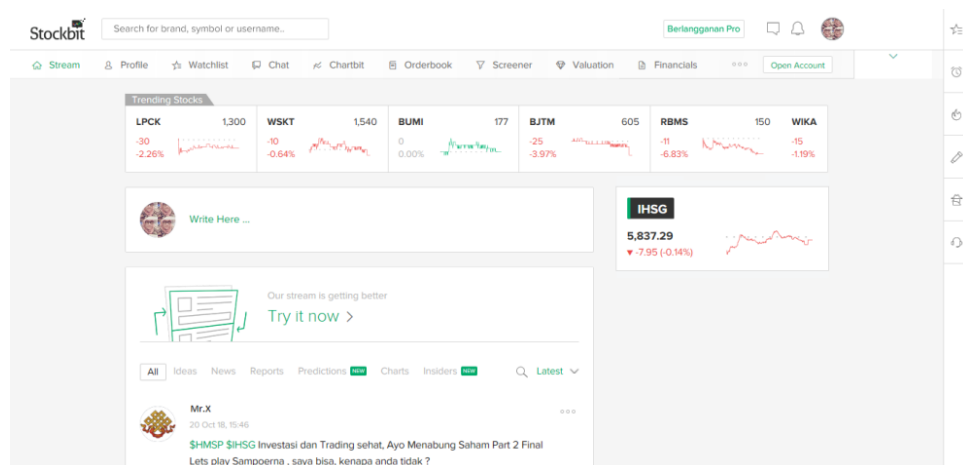 Stockbit
Search for brand, symbol or username..
Berlangganan Pro
Stream Profile Watchlist Chat Chartbit Orderbook Screener Valuation Financials Open Account
Trending Stocks
LPCK 1,300 WSKT 1,540 BUMI 177 BJTM 605 RBMS 150 WIKA
-30 -10 0 -25 -11 -15
-2.26% -0.64% 0.00% -3.97% -6.83% -1.19%
Write Here ...
IHSG
5,837.29
▼ -7.95 (-0.14%)
Our stream is getting better
Try it now >
All Ideas News Reports Predictions NEW Charts Insiders NEW Latest
Mr.X
20 Oct 18, 15:46
$HMSP $IHSG Investasi dan Trading sehat, Ayo Menabung Saham Part 2 Final
Lets play Sampoerna , saya bisa, kenapa anda tidak ?